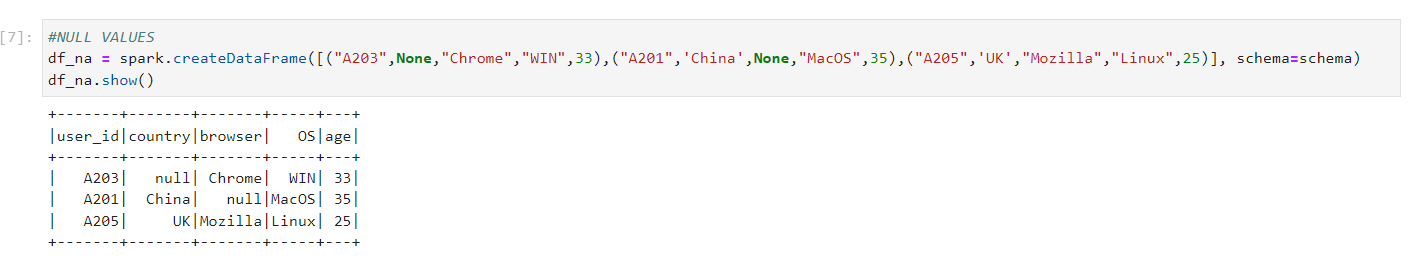 [7]: #NULL VALUES
df_na = spark.createDataFrame([("A203",None,"Chrome","WIN",33),("A201",'China',None,"MacOS",35),("A205",'UK',"Mozilla","Linux",25)], schema=schema)
df_na.show()
+-------+-------+-------+-----+---+
|user_id|country|browser|   OS|age|
+-------+-------+-------+-----+---+
|   A203|   null| Chrome|  WIN| 33|
|   A201|  China|   null|MacOS| 35|
|   A205|     UK|Mozilla|Linux| 25|
+-------+-------+-------+-----+---+